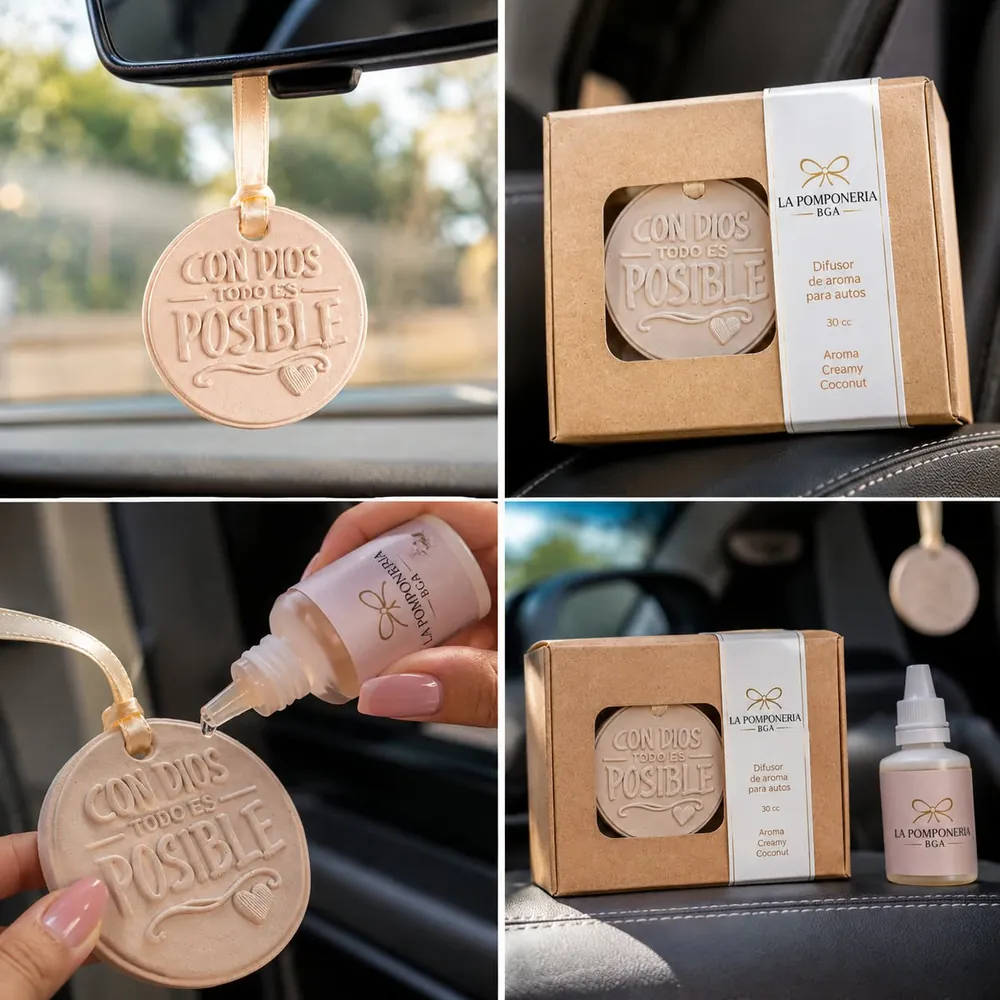 CON DIOS
TODO ES
POSIBLE
CON DIOS
TODO ES
POSIBLE
LA POMPONERIA
BGA
Difusor
de aroma
para autos
30 cc
Aroma
Creamy
Coconut
LA POMPONERIA
BGA
CON DIOS
TODO ES
POSIBLE
CON DIOS
TODO ES
POSIBLE
LA POMPONERIA
BGA
Difusor
de aroma
para autos
30 cc
Aroma
Creamy
Coconut
LA POMPONERIA
BGA